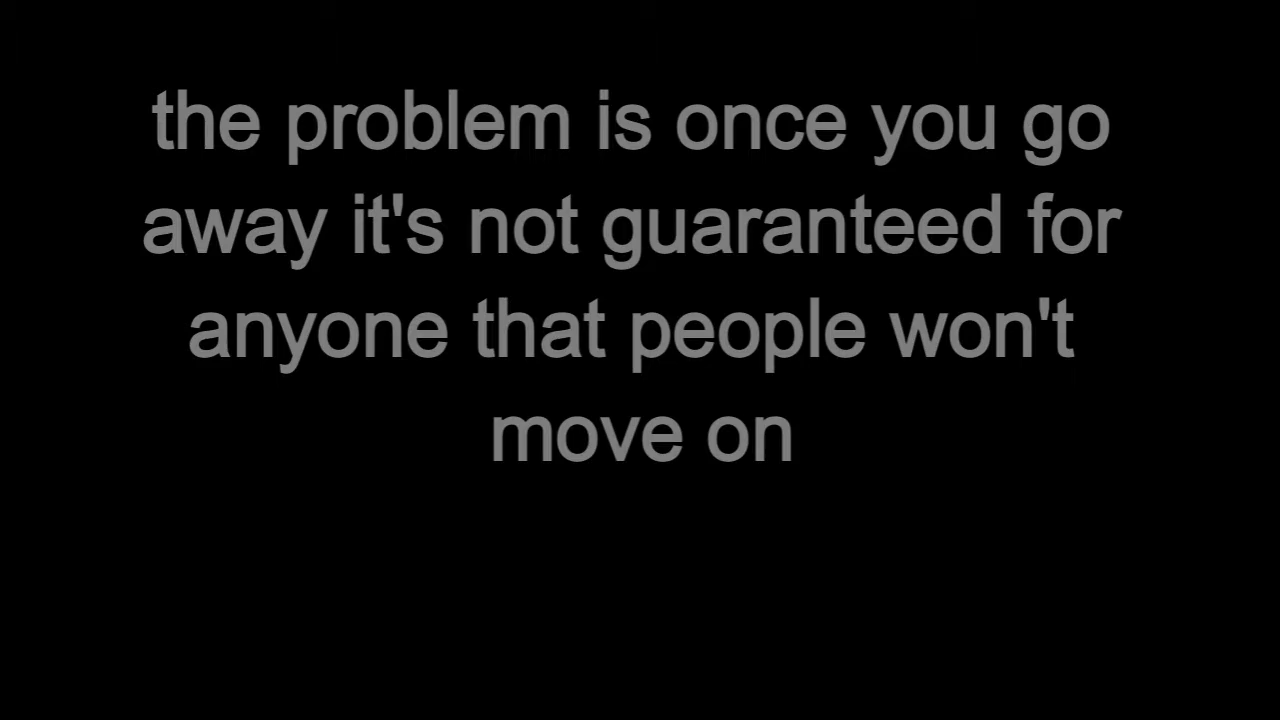 the problem is once you go
away it's not guaranteed for
anyone that people won't
move on